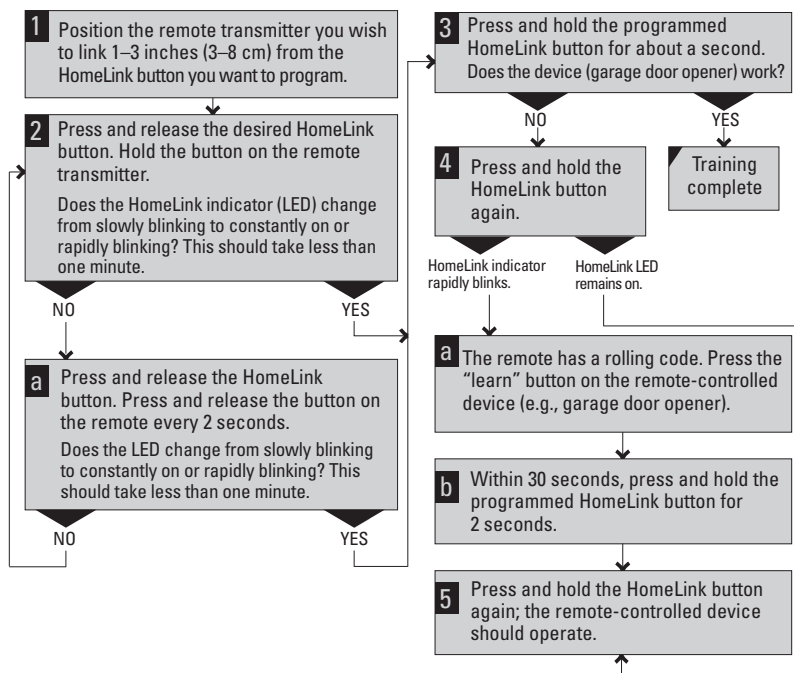 1 Position the remote transmitter you wish
to link 1–3 inches (3–8 cm) from the
HomeLink button you want to program.
2 Press and release the desired HomeLink
button. Hold the button on the remote
transmitter.
Does the HomeLink indicator (LED) change
from slowly blinking to constantly on or
rapidly blinking? This should take less than
one minute.
NO
YES
a Press and release the HomeLink
button. Press and release the button on
the remote every 2 seconds.
Does the LED change from slowly blinking
to constantly on or rapidly blinking? This
should take less than one minute.
NO
YES
3 Press and hold the programmed
HomeLink button for about a second.
Does the device (garage door opener) work?
NO
YES
4 Press and hold the
HomeLink button
again.
Training
complete
HomeLink indicator
rapidly blinks.
HomeLink LED
remains on.
a The remote has a rolling code. Press the
“learn” button on the remote-controlled
device (e.g., garage door opener).
b Within 30 seconds, press and hold the
programmed HomeLink button for
2 seconds.
5 Press and hold the HomeLink button
again; the remote-controlled device
should operate.